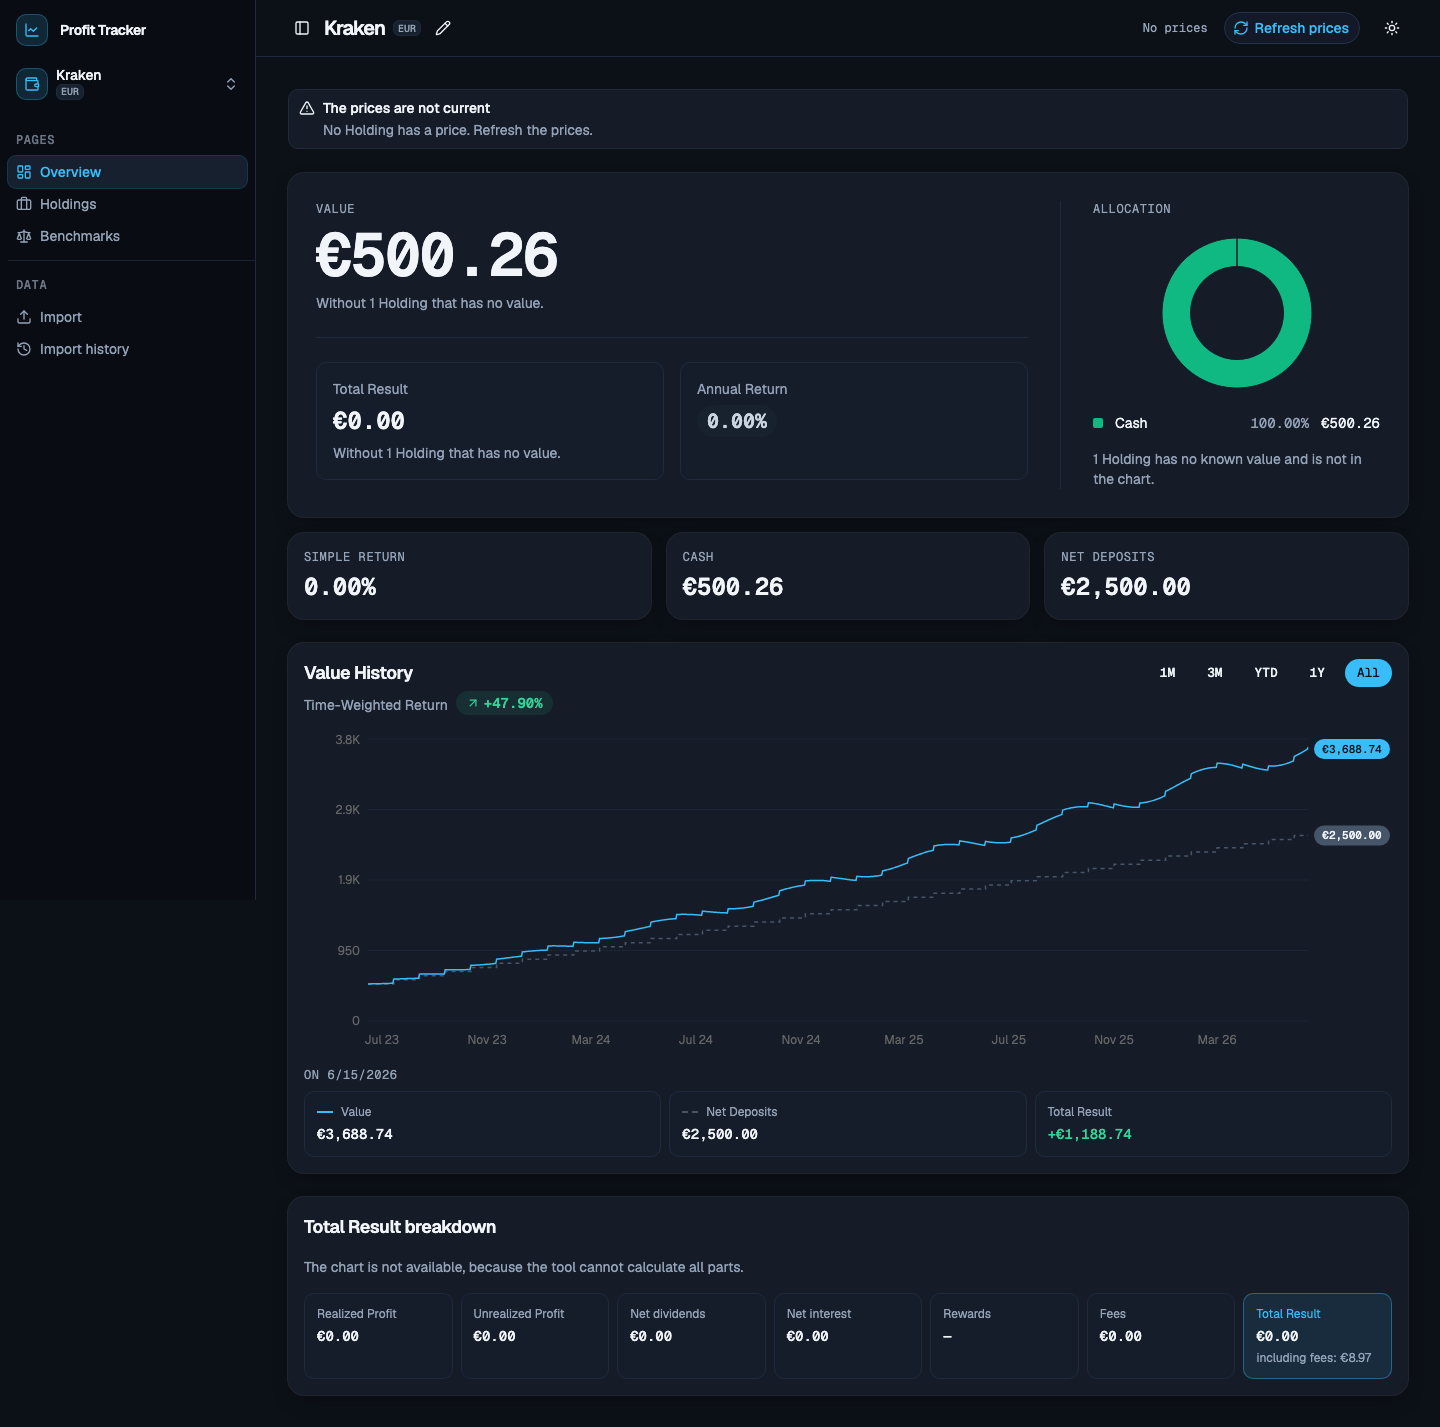 Profit Tracker
Kraken
EUR
PAGES
Overview
Holdings
Benchmarks
DATA
Import
Import history
Kraken EUR
No prices
Refresh prices
The prices are not current
No Holding has a price. Refresh the prices.
VALUE
€500.26
Without 1 Holding that has no value.
Total Result
€0.00
Without 1 Holding that has no value.
Annual Return
0.00%
ALLOCATION
Cash 100.00% €500.26
1 Holding has no known value and is not in
the chart.
SIMPLE RETURN
0.00%
CASH
€500.26
NET DEPOSITS
€2,500.00
Value History
1M 3M YTD 1Y All
Time-Weighted Return +47.90%
3.8K
2.9K
1.9K
950
0
€3,688.74
€2,500.00
Jul 23 Nov 23 Mar 24 Jul 24 Nov 24 Mar 25 Jul 25 Nov 25 Mar 26
ON 6/15/2026
Value
€3,688.74
Net Deposits
€2,500.00
Total Result
+€1,188.74
Total Result breakdown
The chart is not available, because the tool cannot calculate all parts.
Realized Profit
€0.00
Unrealized Profit
€0.00
Net dividends
€0.00
Net interest
€0.00
Rewards
—
Fees
€0.00
Total Result
€0.00
including fees: €8.97